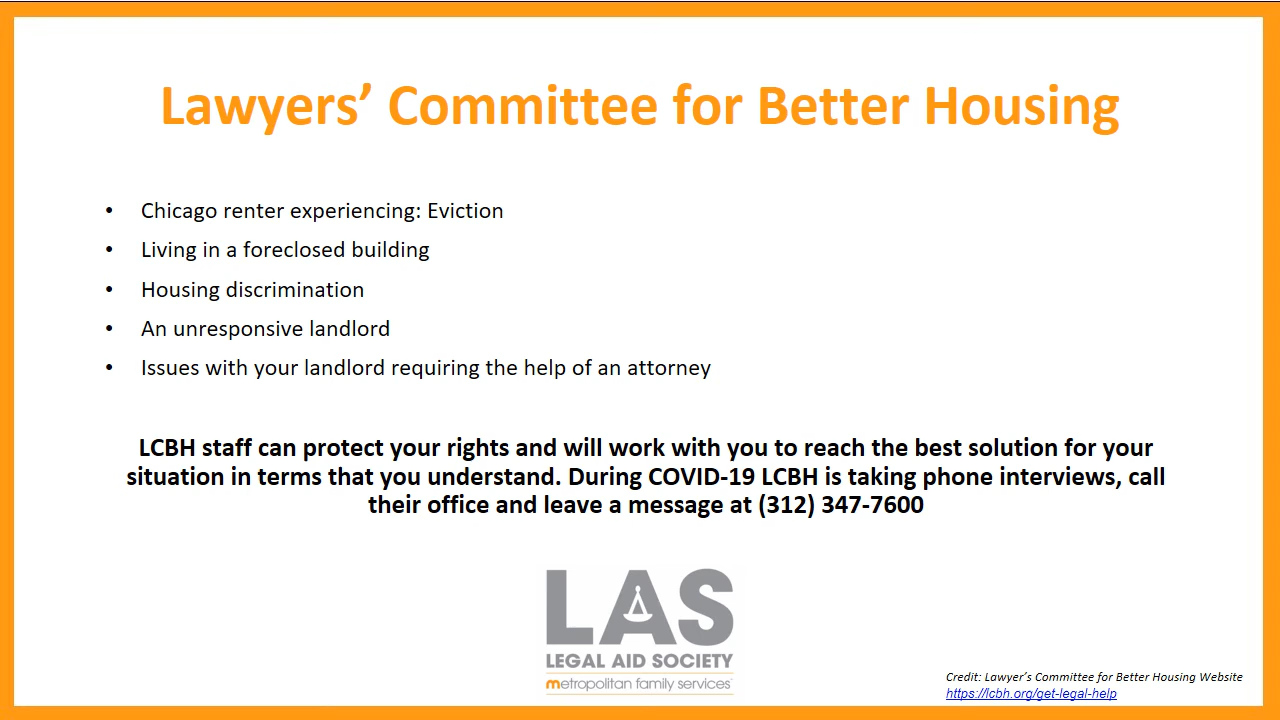 Lawyers’ Committee for Better Housing
• Chicago renter experiencing: Eviction
• Living in a foreclosed building
• Housing discrimination
• An unresponsive landlord
• Issues with your landlord requiring the help of an attorney
LCBH staff can protect your rights and will work with you to reach the best solution for your
situation in terms that you understand. During COVID-19 LCBH is taking phone interviews, call
their office and leave a message at (312) 347-7600
LAS
LEGAL AID SOCIETY
metropolitan family services
Credit: Lawyer’s Committee for Better Housing Website
https://lcbh.org/get-legal-help